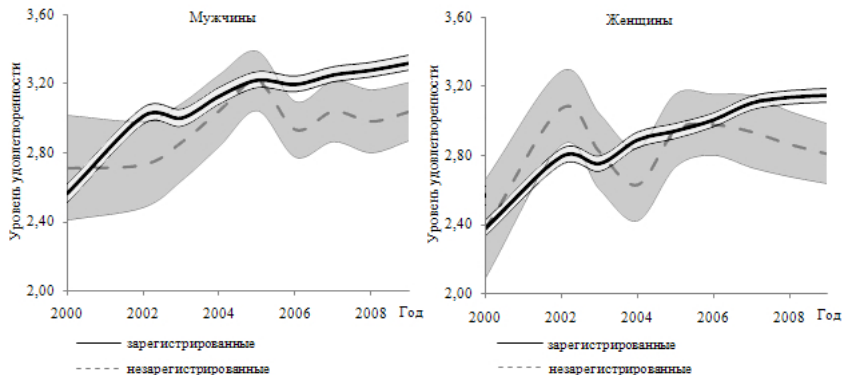 Мужчины
3,60
3,20
2,80
2,40
2,00
Уровень удовлетворенности
2000 2002 2004 2006 2008 Год
зарегистрированные
незарегистрированные
Женщины
3,60
3,20
2,80
2,40
2,00
Уровень удовлетворенности
2000 2002 2004 2006 2008 Год
зарегистрированные
незарегистрированные